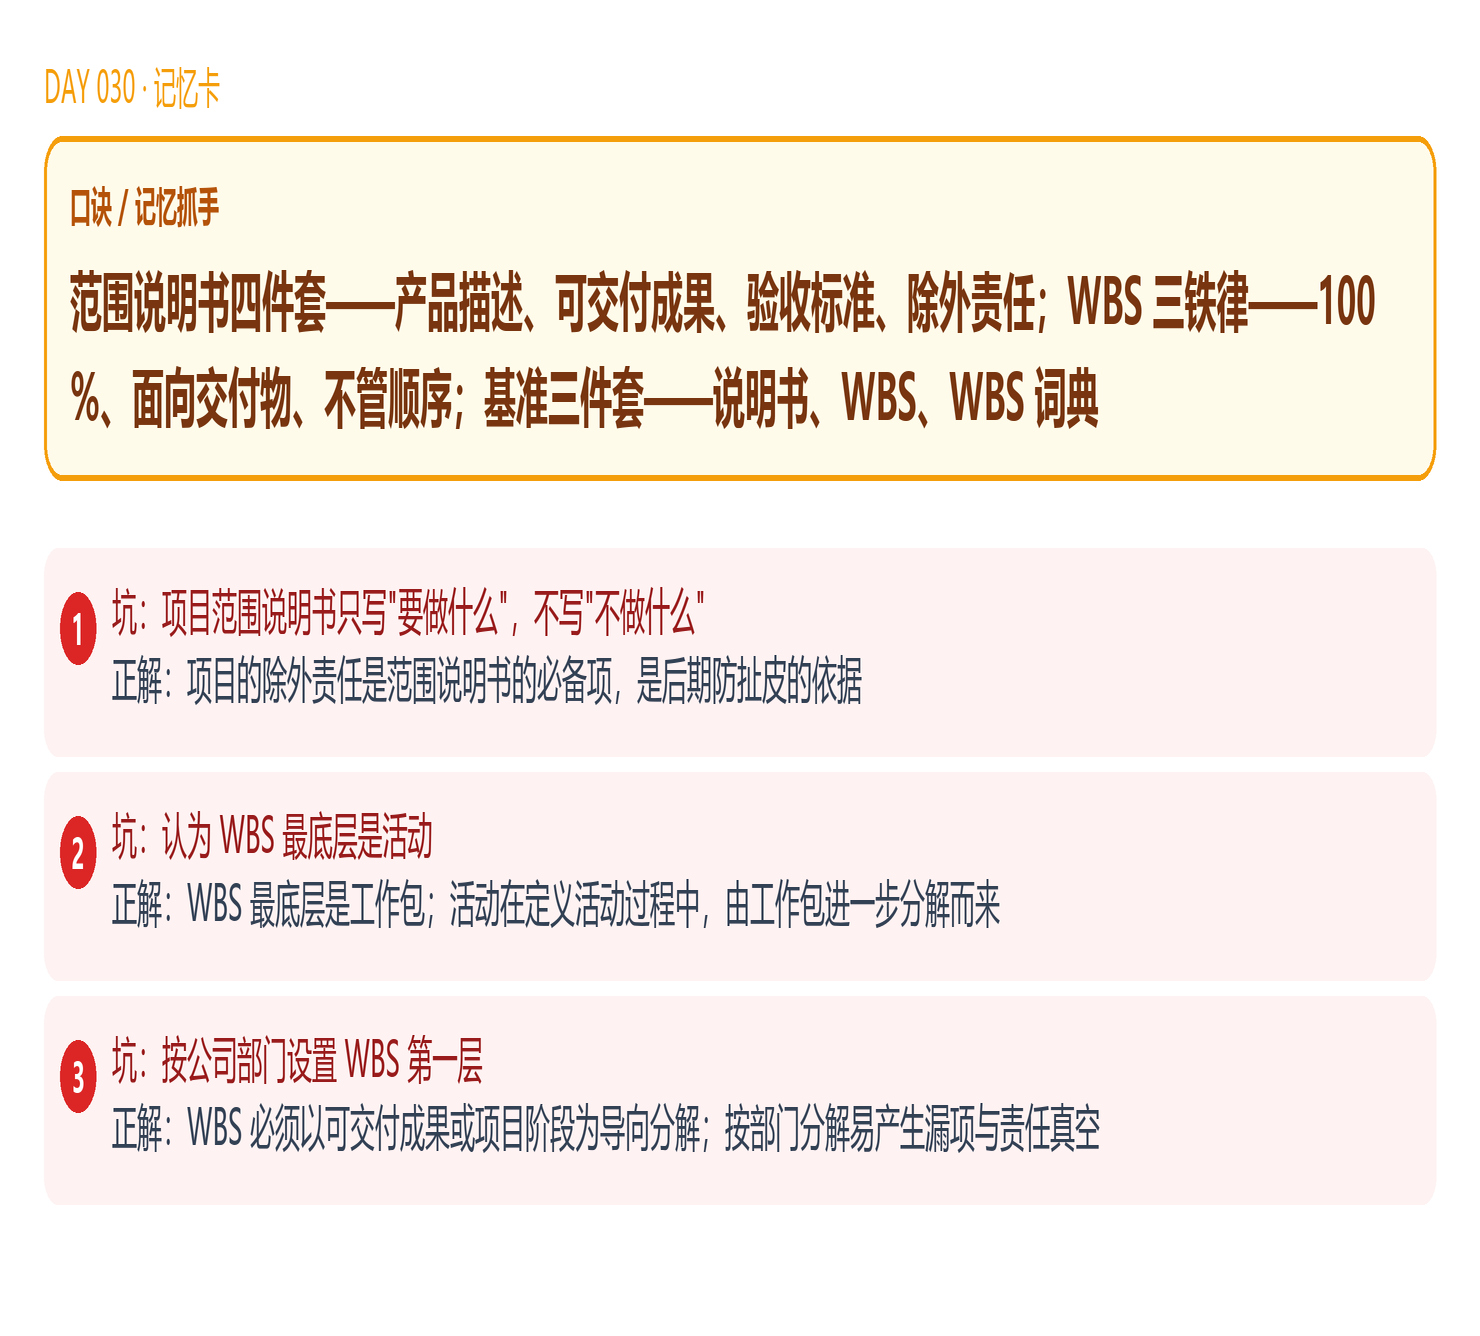 DAY 030 · 记忆卡
口诀 / 记忆抓手
范围说明书四件套——产品描述、可交付成果、验收标准、除外责任；WBS 三铁律——100
%、面向交付物、不管顺序；基准三件套——说明书、WBS、WBS 词典
1
坑：项目范围说明书只写"要做什么"，不写"不做什么"
正解：项目的除外责任是范围说明书的必备项，是后期防扯皮的依据
2
坑：认为 WBS 最底层是活动
正解：WBS 最底层是工作包；活动在定义活动过程中，由工作包进一步分解而来
3
坑：按公司部门设置 WBS 第一层
正解：WBS 必须以可交付成果或项目阶段为导向分解；按部门分解易产生漏项与责任真空